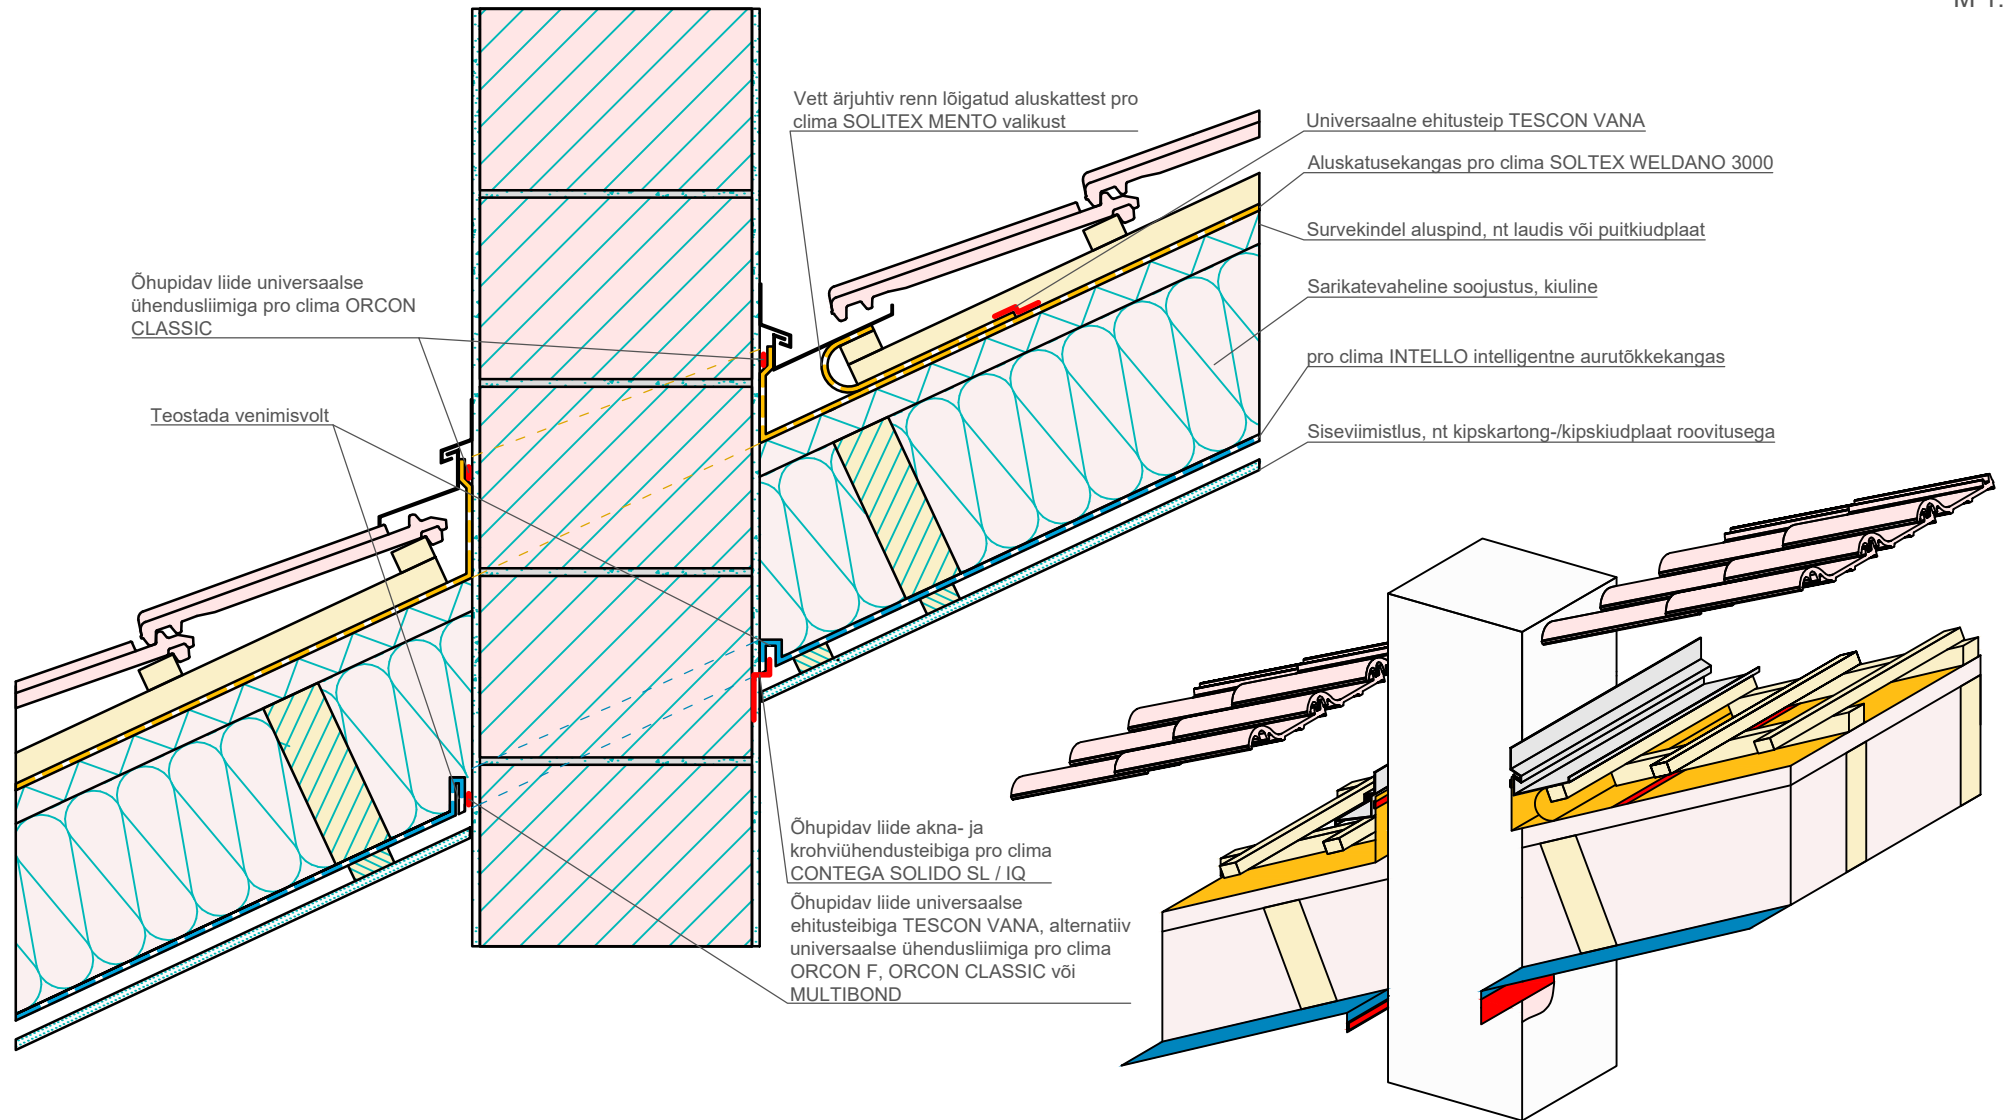 M 1:
Vett ärjuhtiv renn lõigatud aluskattest pro
clima SOLITEX MENTO valikust
Universaalne ehitusteip TESCON VANA
Aluskatusekangas pro clima SOLTEX WELDANO 3000
Survekindel aluspind, nt laudis või puitkiudplaat
Sarikatevaheline soojustus, kiuline
pro clima INTELLO intelligentne aurutõkkekangas
Siseviimistlus, nt kipskartong-/kipskiudplaat roovitusega
Õhupidav liide universaalse
ühendusliimiga pro clima ORCON
CLASSIC
Teostada venimisvolt
Õhupidav liide akna- ja
krohviühendusteibiga pro clima
CONTEGA SOLIDO SL / IQ
Õhupidav liide universaalse
ehitusteibiga TESCON VANA, alternatiiv
universaalse ühendusliimiga pro clima
ORCON F, ORCON CLASSIC või
MULTIBOND